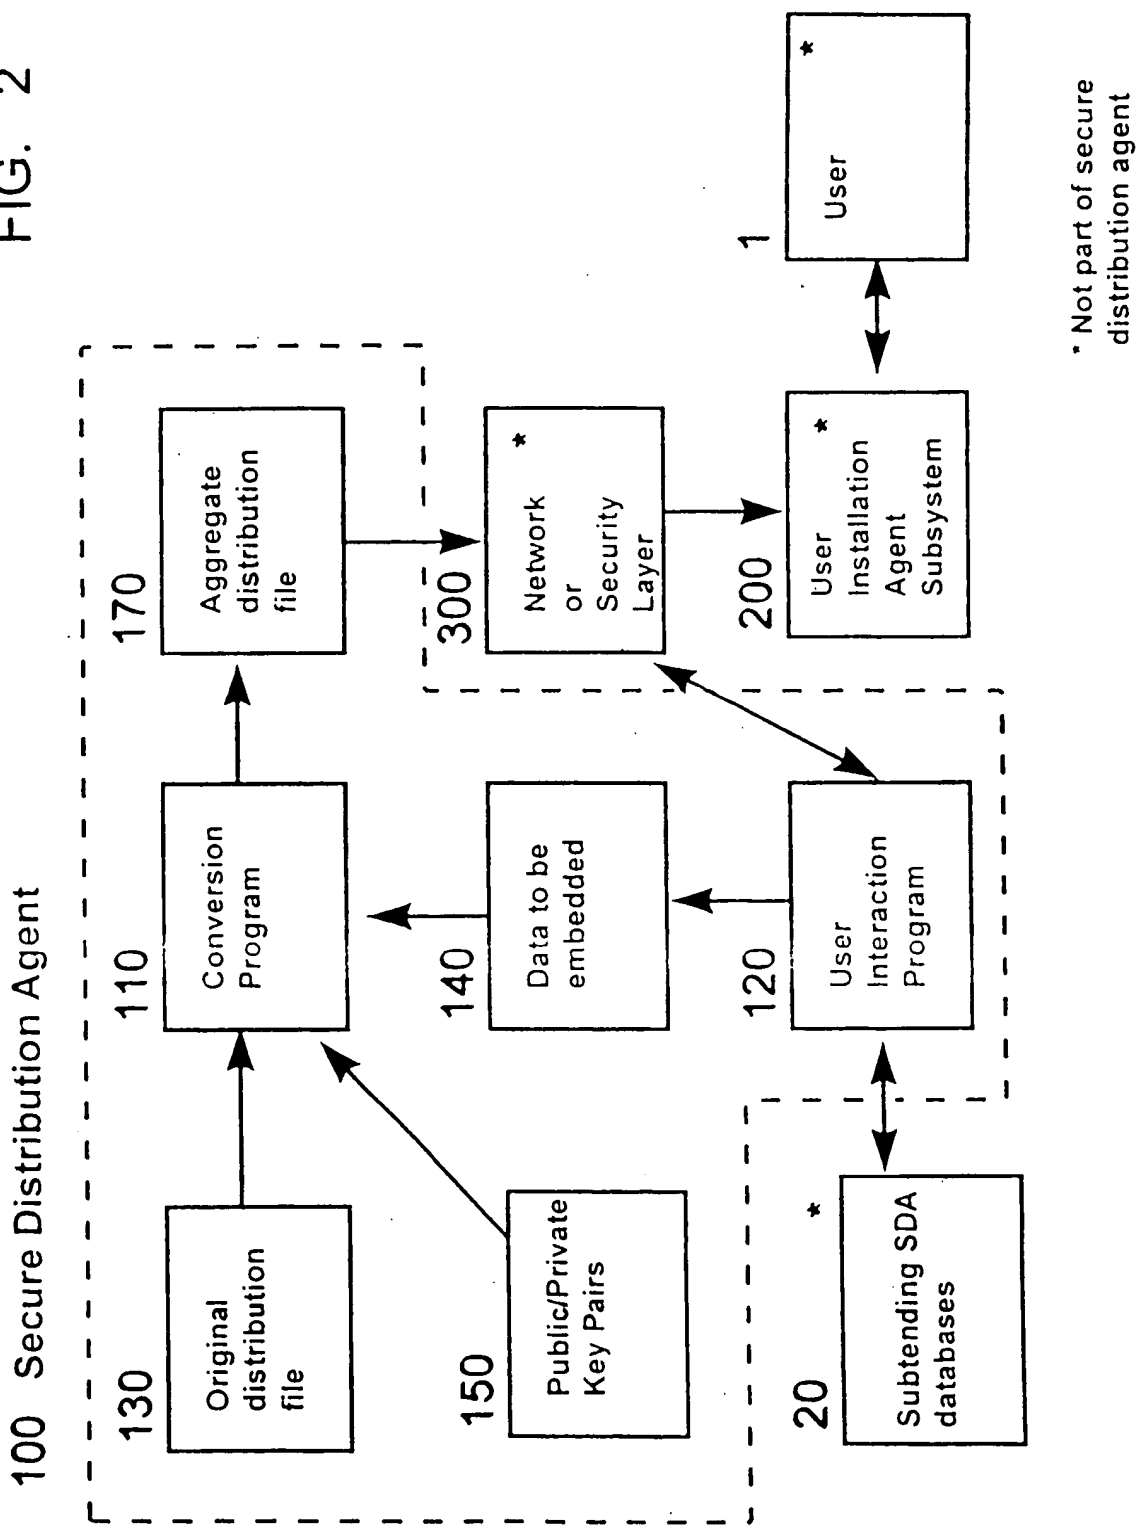 FIG. 2
100 Secure Distribution Agent
130
Original
distribution
file
110
Conversion
Program
170
Aggregate
distribution
file
150
Public/Private
Key Pairs
140
Data to be
embedded
300
Network *
or
Security
Layer
20 *
Subtending SDA
databases
120
User
Interaction
Program
200
User *
Installation
Agent
Subsystem
1
*
User
* Not part of secure
distribution agent